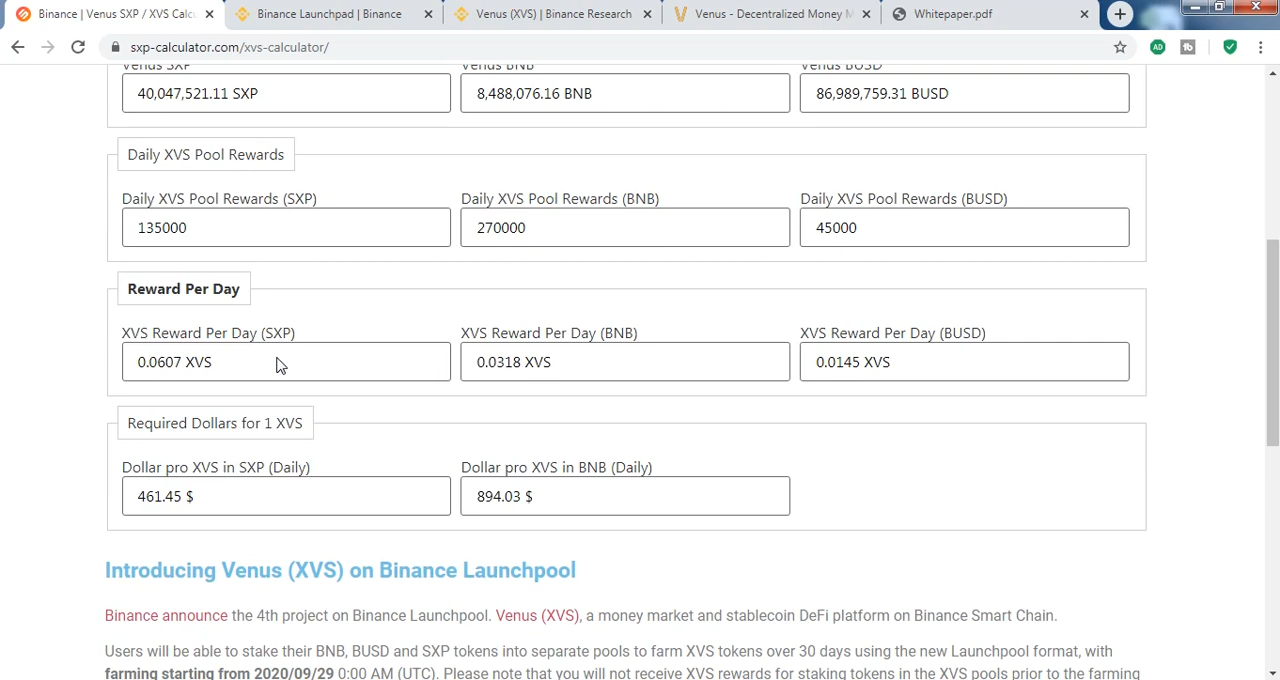 Binance | Venus SXP / XVS Calc
Binance Launchpad | Binance
Venus (XVS) | Binance Research
Venus - Decentralized Money M
Whitepaper.pdf
sxp-calculator.com/xvs-calculator/
Venus SXP
Venus BNB
Venus BUSD
40,047,521.11 SXP
8,488,076.16 BNB
86,989,759.31 BUSD
Daily XVS Pool Rewards
Daily XVS Pool Rewards (SXP)
Daily XVS Pool Rewards (BNB)
Daily XVS Pool Rewards (BUSD)
135000
270000
45000
Reward Per Day
XVS Reward Per Day (SXP)
XVS Reward Per Day (BNB)
XVS Reward Per Day (BUSD)
0.0607 XVS
0.0318 XVS
0.0145 XVS
Required Dollars for 1 XVS
Dollar pro XVS in SXP (Daily)
Dollar pro XVS in BNB (Daily)
461.45 $
894.03 $
Introducing Venus (XVS) on Binance Launchpool
Binance announce the 4th project on Binance Launchpool. Venus (XVS), a money market and stablecoin DeFi platform on Binance Smart Chain.
Users will be able to stake their BNB, BUSD and SXP tokens into separate pools to farm XVS tokens over 30 days using the new Launchpool format, with
farming starting from 2020/09/29 0:00 AM (UTC). Please note that you will not receive XVS rewards for staking tokens in the XVS pools prior to the farming